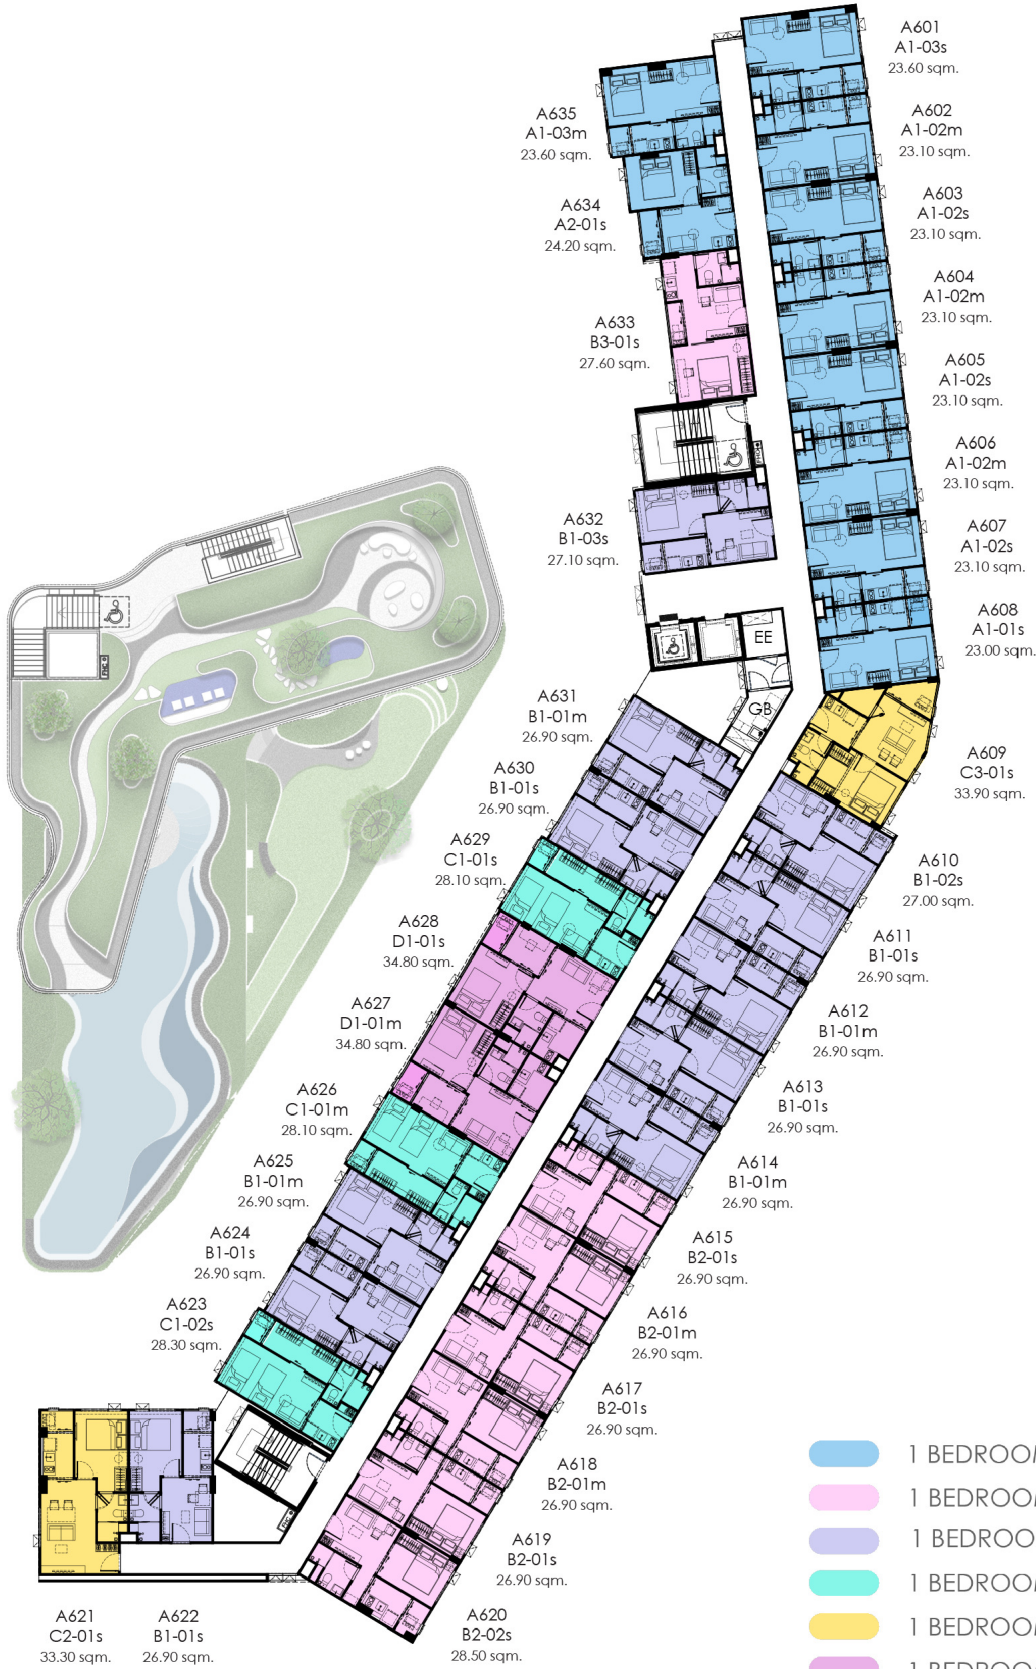 A601
A1-03s
23.60 sqm.
A602
A1-02m
23.10 sqm.
A603
A1-02s
23.10 sqm.
A604
A1-02m
23.10 sqm.
A605
A1-02s
23.10 sqm.
A606
A1-02m
23.10 sqm.
A607
A1-02s
23.10 sqm.
A608
A1-01s
23.00 sqm.
A609
C3-01s
33.90 sqm.
A610
B1-02s
27.00 sqm.
A611
B1-01s
26.90 sqm.
A612
B1-01m
26.90 sqm.
A613
B1-01s
26.90 sqm.
A614
B1-01m
26.90 sqm.
A615
B2-01s
26.90 sqm.
A616
B2-01m
26.90 sqm.
A617
B2-01s
26.90 sqm.
A618
B2-01m
26.90 sqm.
A619
B2-01s
26.90 sqm.
A620
B2-02s
28.50 sqm.
A621
C2-01s
33.30 sqm.
A622
B1-01s
26.90 sqm.
A623
C1-02s
28.30 sqm.
A624
B1-01s
26.90 sqm.
A625
B1-01m
26.90 sqm.
A626
C1-01m
28.10 sqm.
A627
D1-01m
34.80 sqm.
A628
D1-01s
34.80 sqm.
A629
C1-01s
28.10 sqm.
A630
B1-01s
26.90 sqm.
A631
B1-01m
26.90 sqm.
A632
B1-03s
27.10 sqm.
A633
B3-01s
27.60 sqm.
A634
A2-01s
24.20 sqm.
A635
A1-03m
23.60 sqm.
EE
GB
FHC
FHC
FHC
1 BEDROOM
1 BEDROOM
1 BEDROO
1 BEDROOM
1 BEDROOM
1 BEDROOM